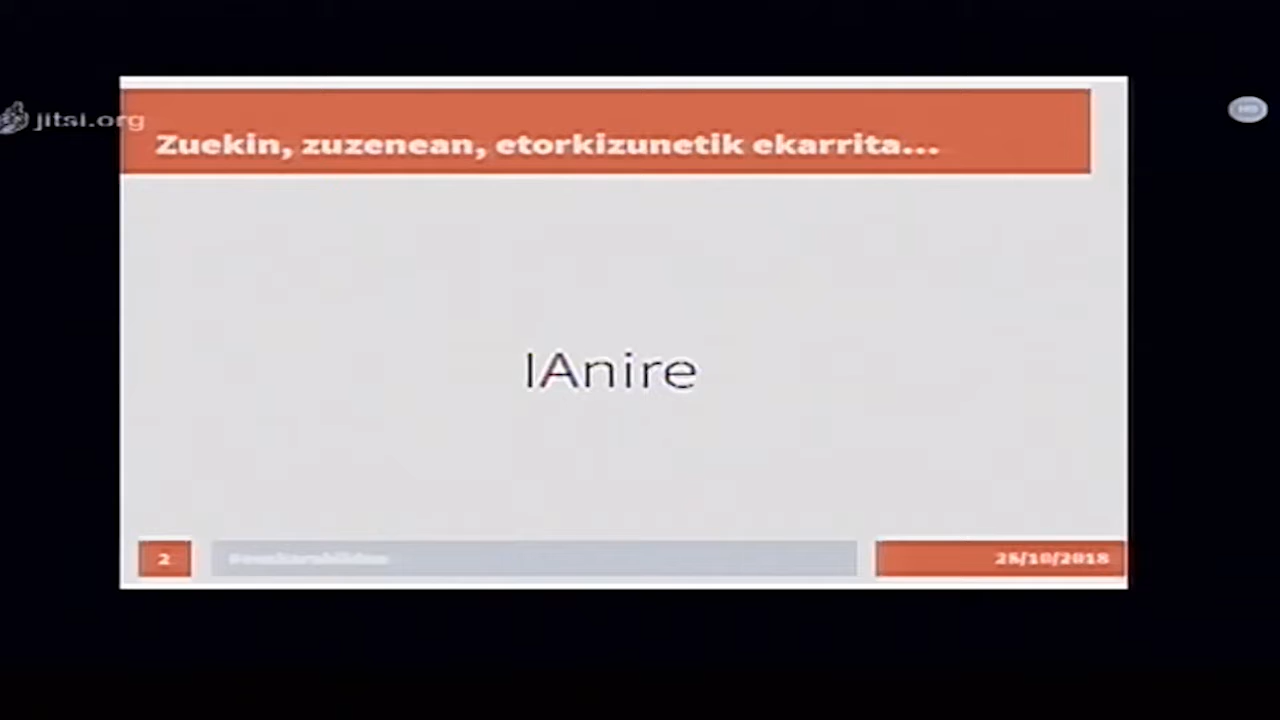 jitsi.org
Zuekin, zuzenean, etorkizunetik ekarrita...
IAnire
2
25/10/2018